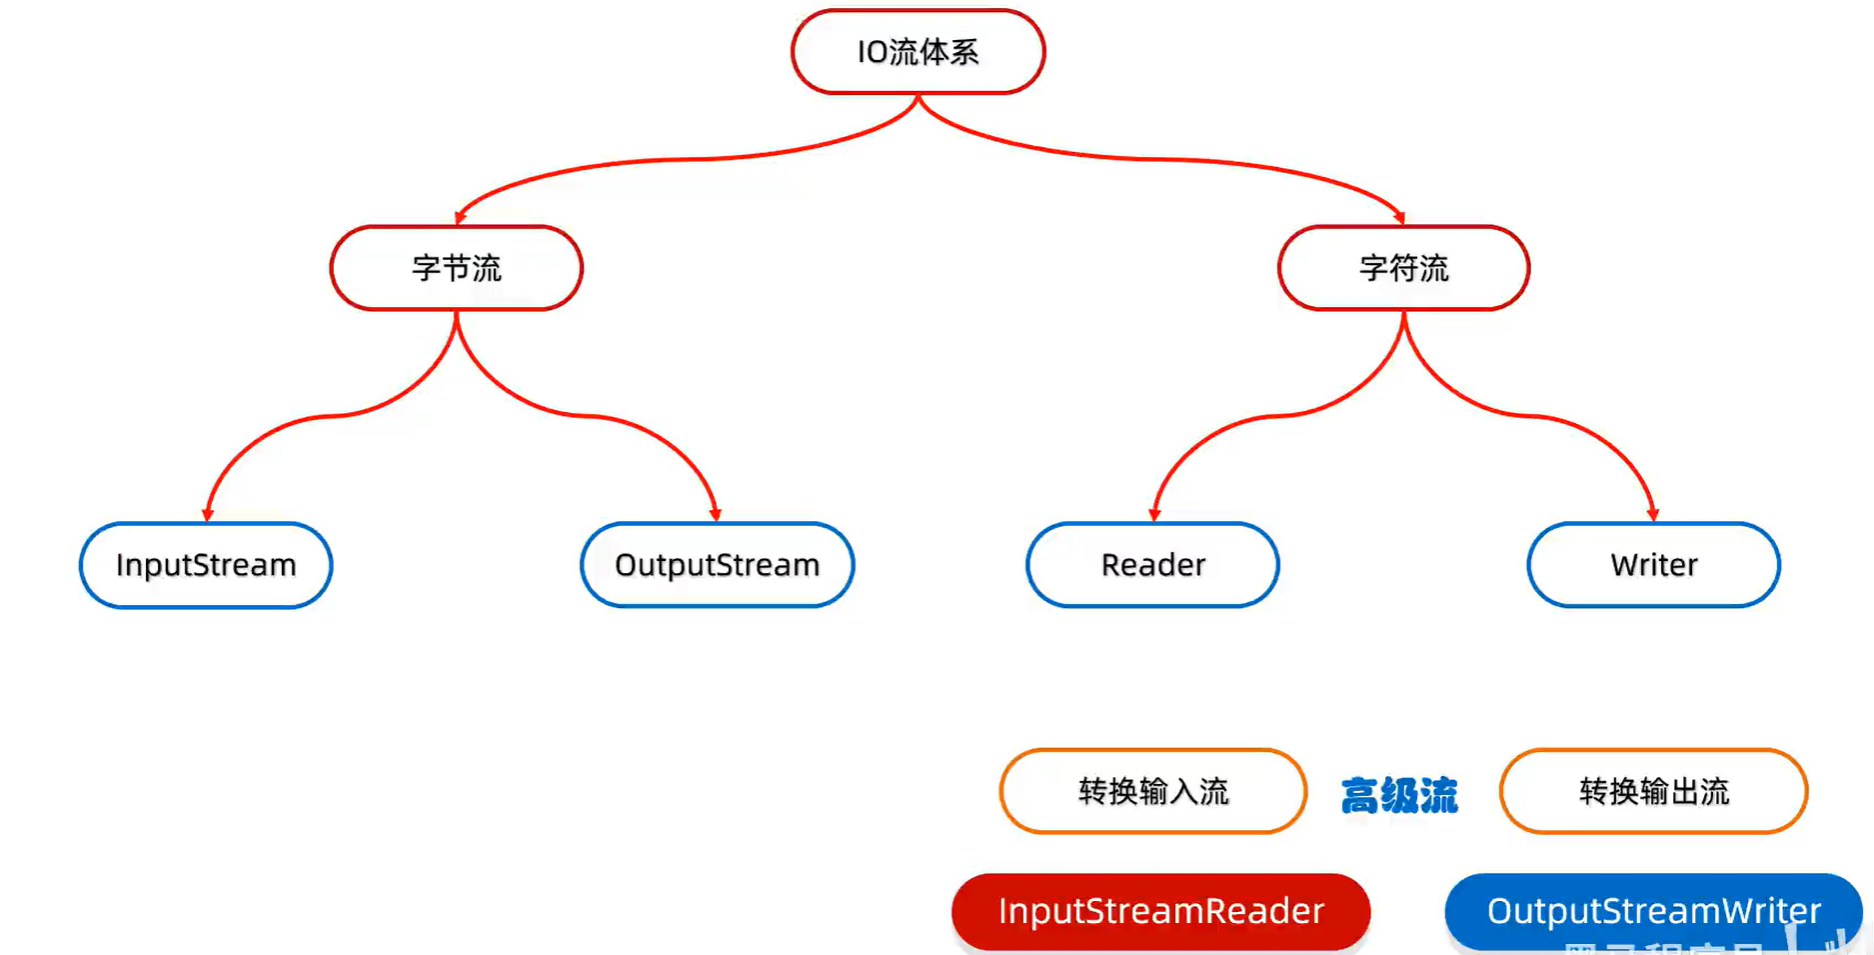 IO流体系
字节流
字符流
InputStream
OutputStream
Reader
Writer
转换输入流
高级流
转换输出流
InputStreamReader
OutputStreamWriter